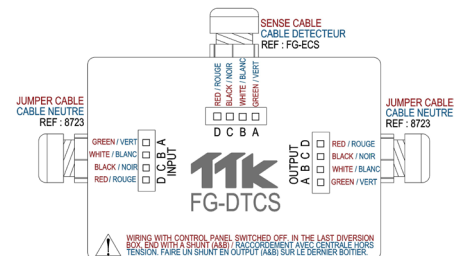 SENSE CABLE
CABLE DETECTEUR
REF : FG-ECS
RED / ROUGE
BLACK / NOIR
WHITE / BLANC
GREEN / VERT
D C B A
JUMPER CABLE
CABLE NEUTRE
REF : 8723
GREEN / VERT
WHITE / BLANC
BLACK / NOIR
RED / ROUGE
D C B A
INPUT
TTK
FG-DTCS
OUTPUT
A B C D
RED / ROUGE
BLACK / NOIR
WHITE / BLANC
GREEN / VERT
JUMPER CABLE
CABLE NEUTRE
REF : 8723
WIRING WITH CONTROL PANEL SWITCHED OFF, IN THE LAST DIVERSION
BOX, END WITH A SHUNT (A&B) / RACCORDEMENT AVEC CENTRALE HORS
TENSION. FAIRE UN SHUNT EN OUTPUT (A&B) SUR LE DERNIER BOITIER.